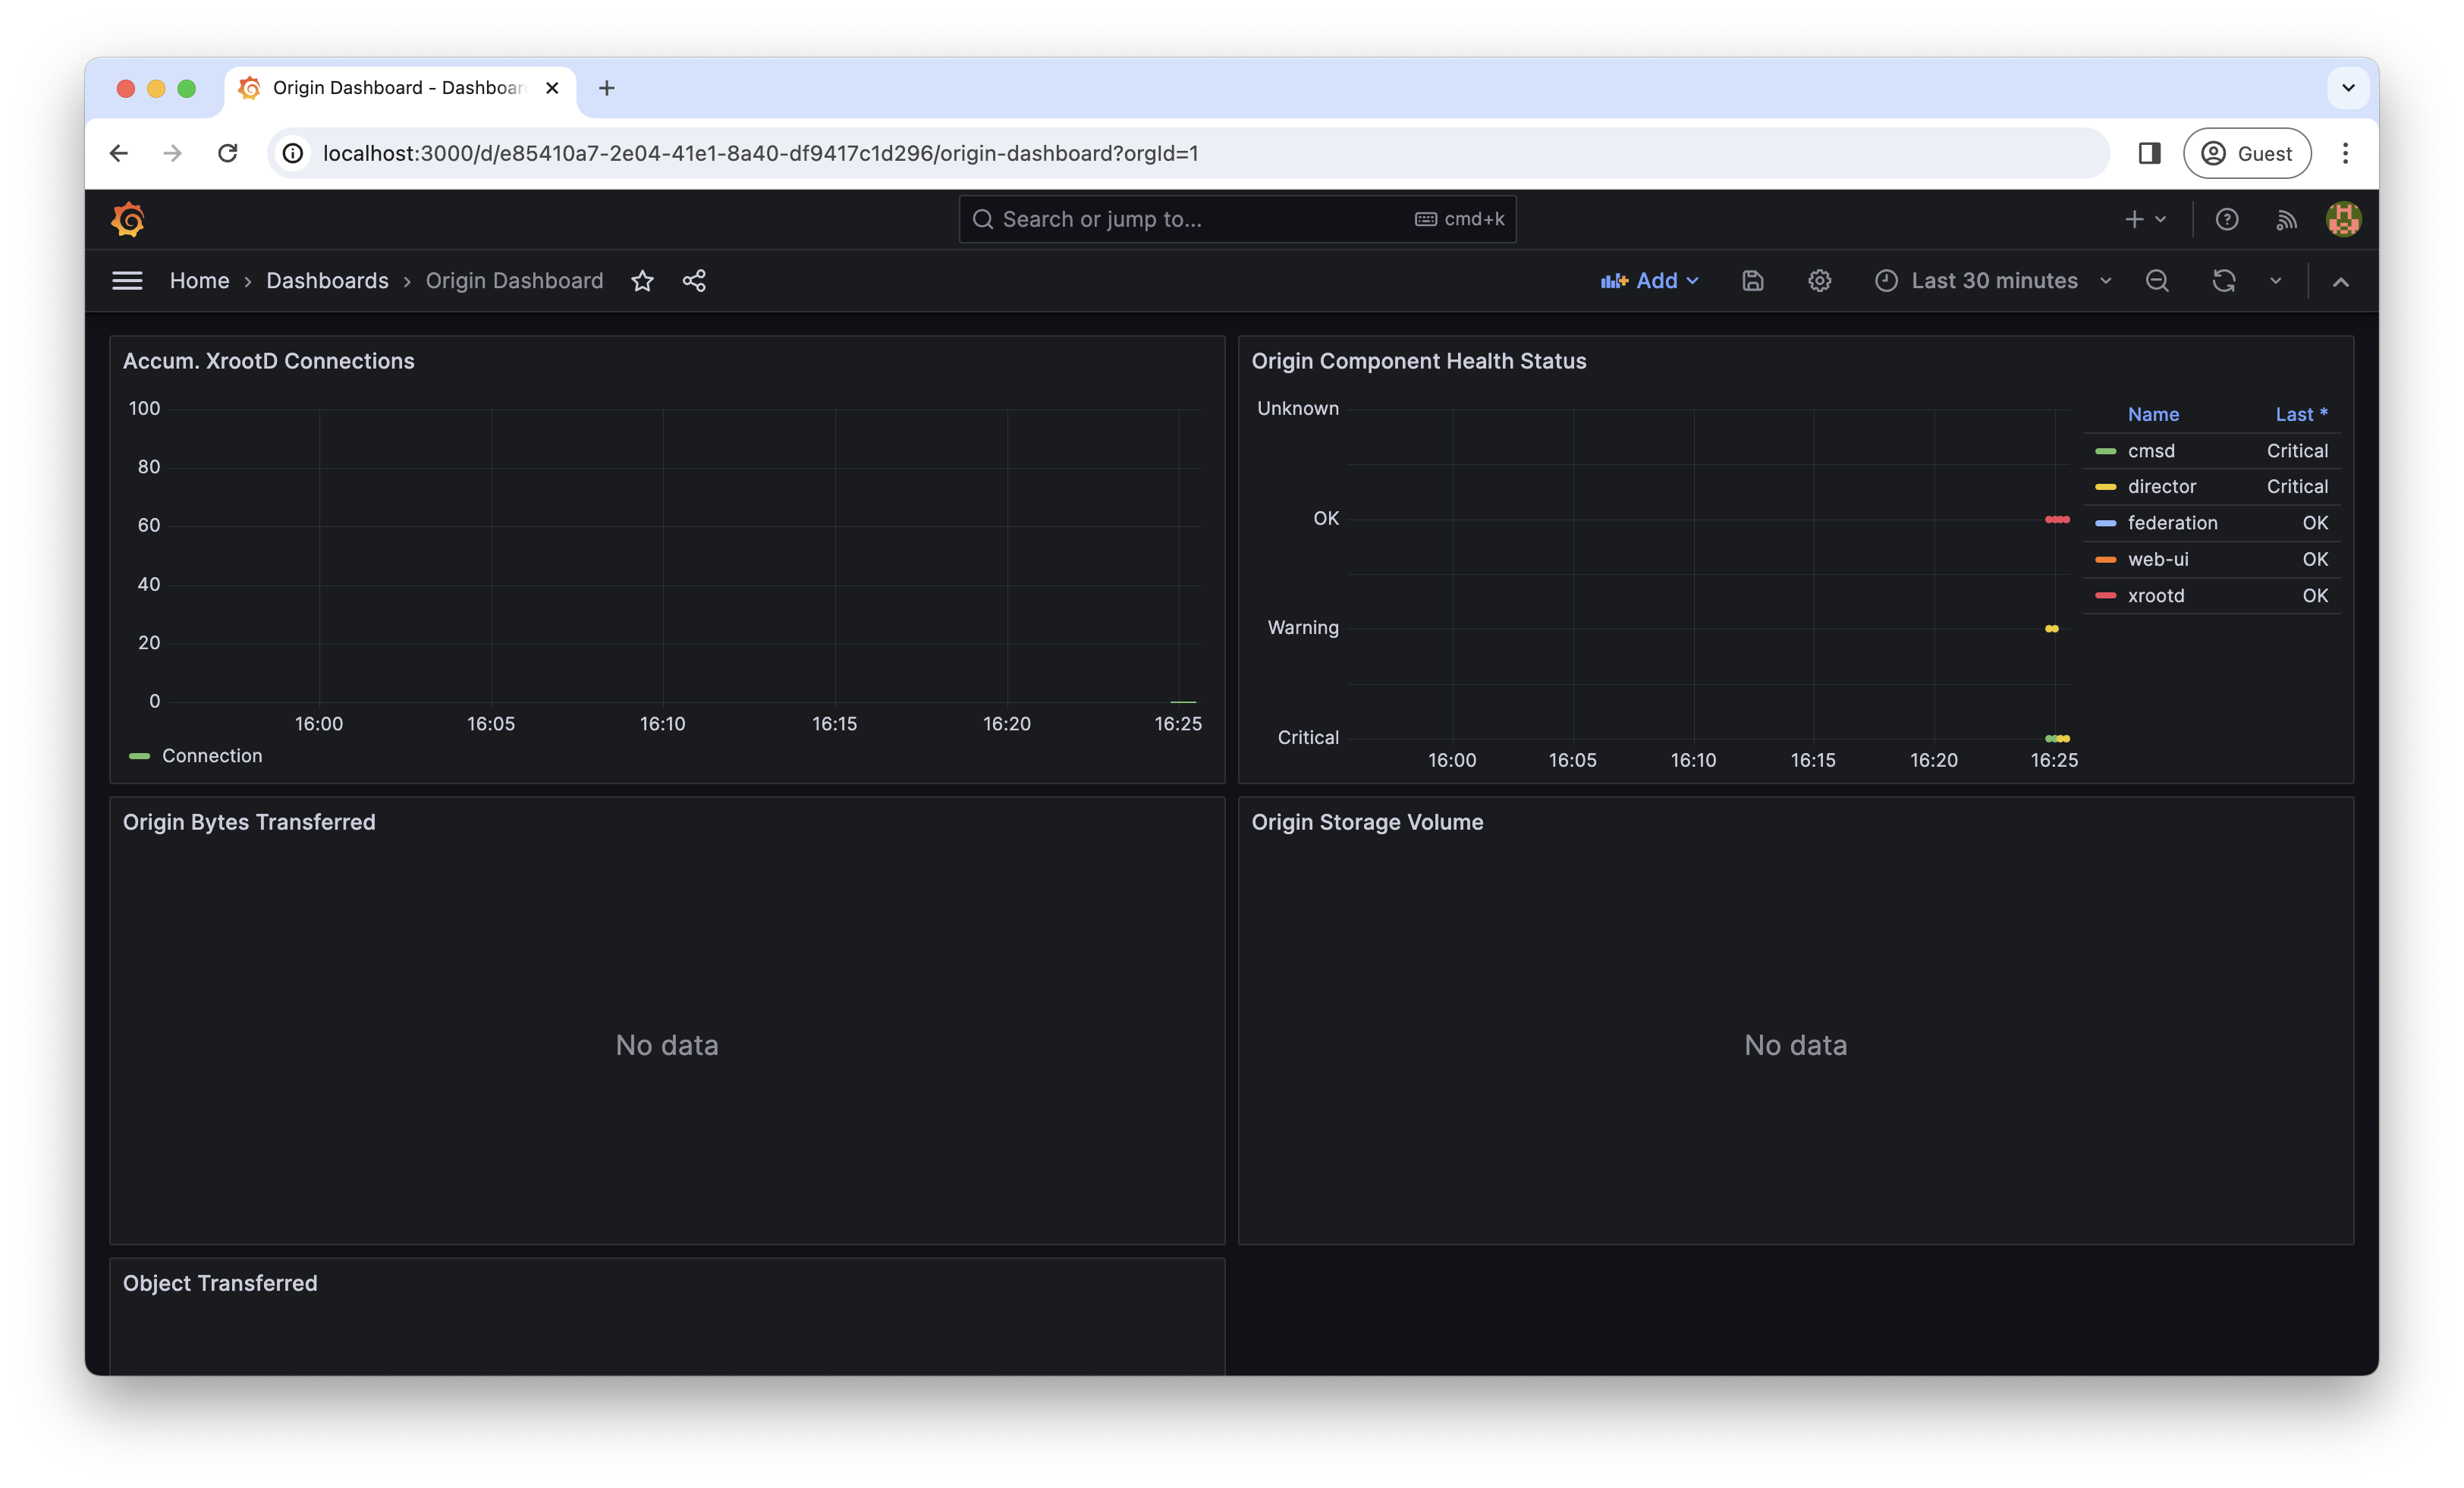 Origin Dashboard - Dashboar
localhost:3000/d/e85410a7-2e04-41e1-8a40-df9417c1d296/origin-dashboard?orgId=1
Guest
Search or jump to...
cmd+k
Home › Dashboards › Origin Dashboard
Add
Last 30 minutes
Accum. XrootD Connections
100
80
60
40
20
0
16:00 16:05 16:10 16:15 16:20 16:25
Connection
Origin Component Health Status
Unknown
OK
Warning
Critical
16:00 16:05 16:10 16:15 16:20 16:25
Name Last *
cmsd Critical
director Critical
federation OK
web-ui OK
xrootd OK
Origin Bytes Transferred
No data
Origin Storage Volume
No data
Object Transferred